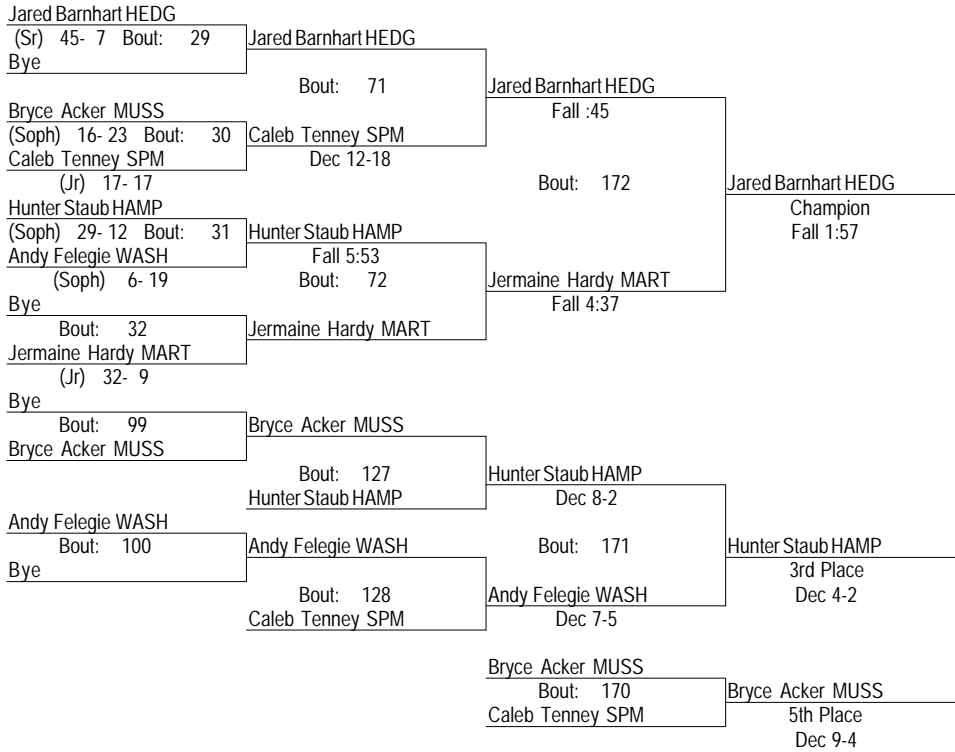 Jared Barnhart HEDG
(Sr) 45- 7 Bout: 29
Jared Barnhart HEDG
Bye
Bout: 71
Jared Barnhart HEDG
Bryce Acker MUSS
Fall :45
(Soph) 16- 23 Bout: 30
Caleb Tenney SPM
Caleb Tenney SPM
Dec 12-18
(Jr) 17- 17
Bout: 172
Jared Barnhart HEDG
Hunter Staub HAMP
Champion
(Soph) 29- 12 Bout: 31
Hunter Staub HAMP
Fall 1:57
Andy Felegie WASH
Fall 5:53
(Soph) 6- 19
Bout: 72
Jermaine Hardy MART
Bye
Fall 4:37
Bout: 32
Jermaine Hardy MART
Jermaine Hardy MART
(Jr) 32- 9
Bye
Bout: 99
Bryce Acker MUSS
Bryce Acker MUSS
Bout: 127
Hunter Staub HAMP
Hunter Staub HAMP
Dec 8-2
Andy Felegie WASH
Bout: 100
Andy Felegie WASH
Bout: 171
Hunter Staub HAMP
Bye
3rd Place
Bout: 128
Andy Felegie WASH
Dec 4-2
Caleb Tenney SPM
Dec 7-5
Bryce Acker MUSS
Bout: 170
Bryce Acker MUSS
Caleb Tenney SPM
5th Place
Dec 9-4